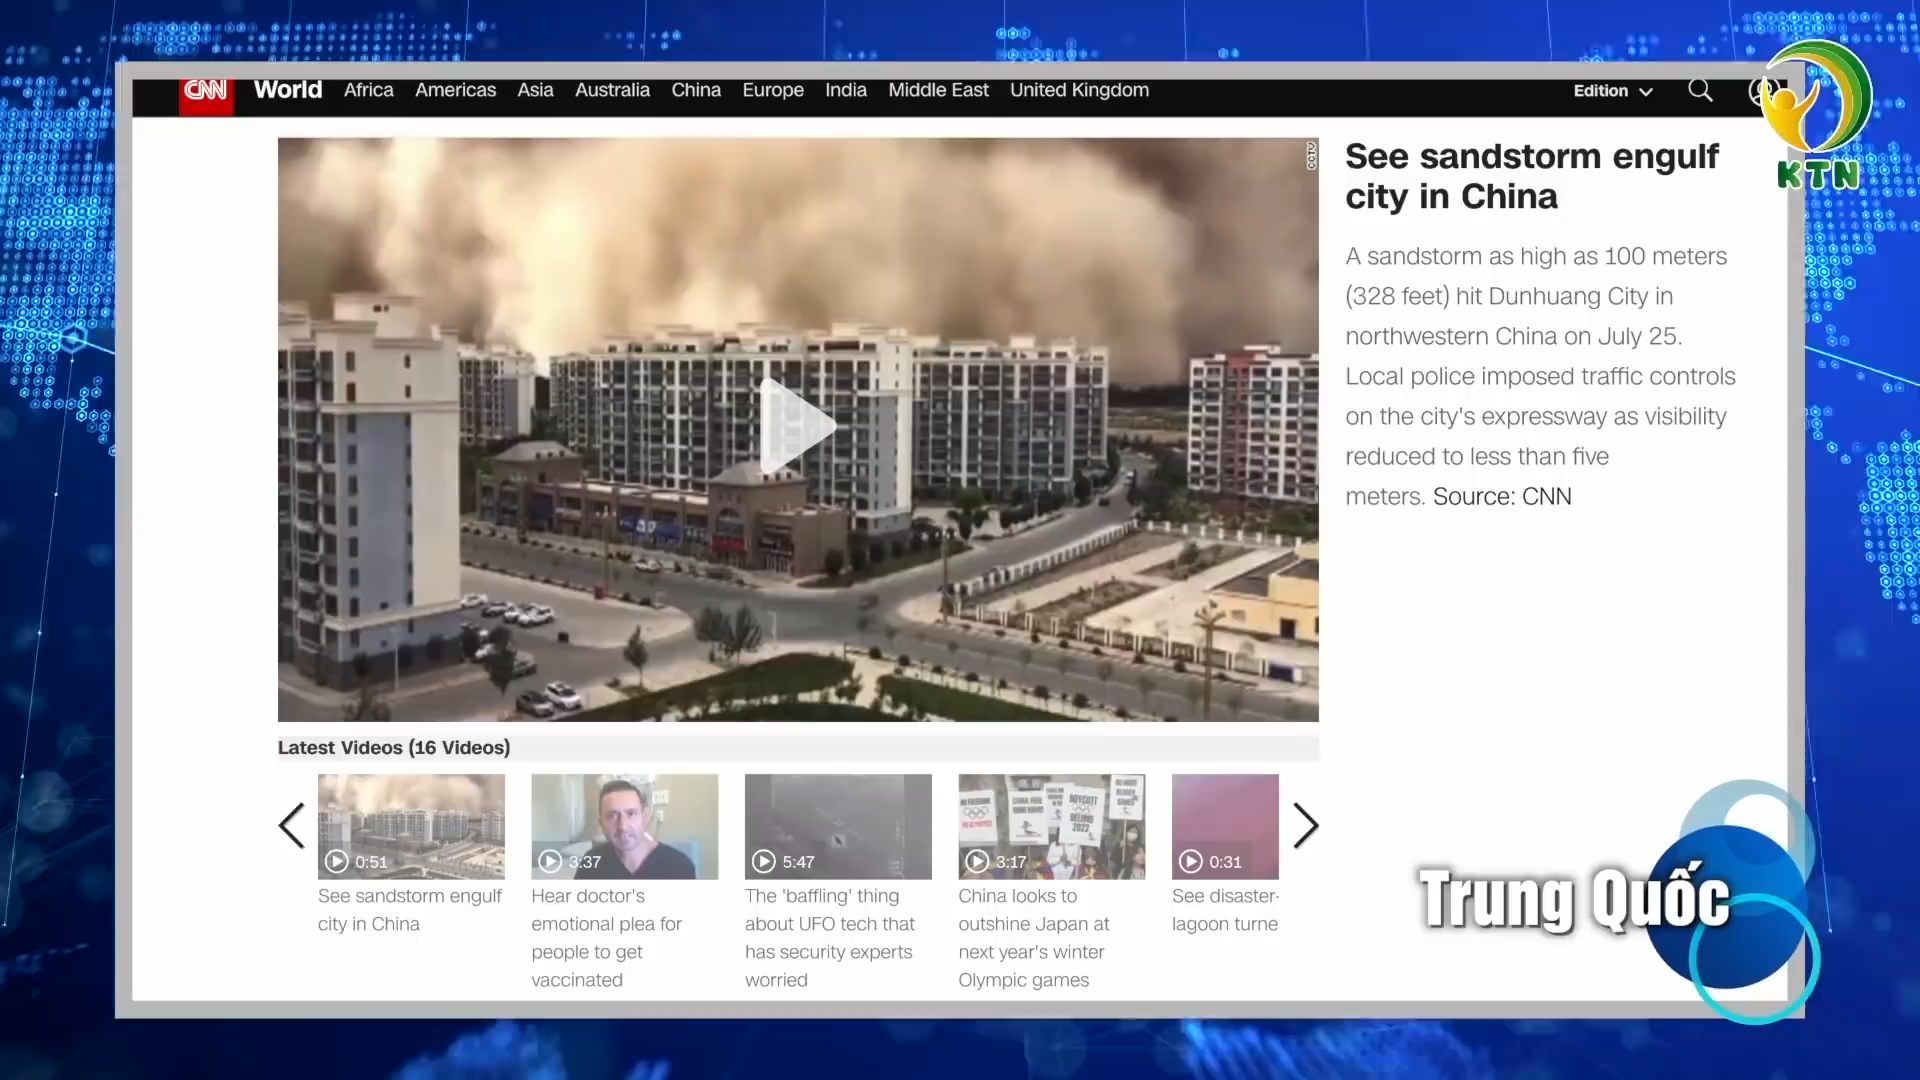 CNN World Africa Americas Asia Australia China Europe India Middle East United Kingdom Edition
KTN
CCTV
See sandstorm engulf
city in China
A sandstorm as high as 100 meters
(328 feet) hit Dunhuang City in
northwestern China on July 25.
Local police imposed traffic controls
on the city's expressway as visibility
reduced to less than five
meters. Source: CNN
Latest Videos (16 Videos)
0:51
See sandstorm engulf
city in China
3:37
Hear doctor's
emotional plea for
people to get
vaccinated
5:47
The 'baffling' thing
about UFO tech that
has security experts
worried
BOYCOTT
BEIJING
2022
3:17
China looks to
outshine Japan at
next year's winter
Olympic games
0:31
See disaster-
lagoon turne
Trung Quốc